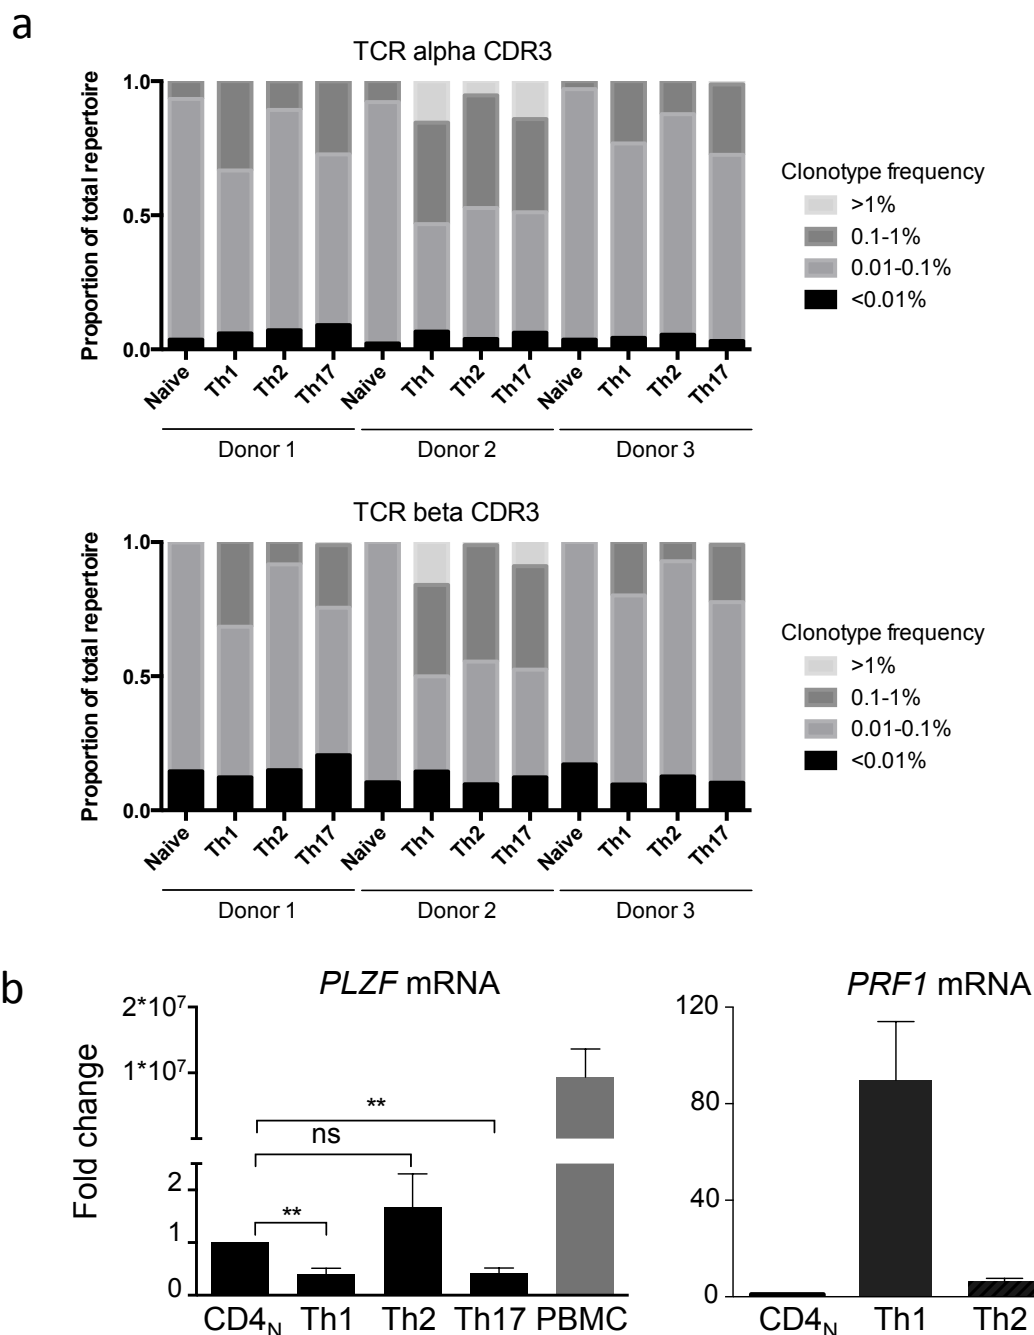 a
TCR alpha CDR3
Proportion of total repertoire
1.0
0.5
0.0
Naive Th1 Th2 Th17 Naive Th1 Th2 Th17 Naive Th1 Th2 Th17
Donor 1 Donor 2 Donor 3
Clonotype frequency
>1%
0.1-1%
0.01-0.1%
<0.01%
TCR beta CDR3
Proportion of total repertoire
1.0
0.5
0.0
Naive Th1 Th2 Th17 Naive Th1 Th2 Th17 Naive Th1 Th2 Th17
Donor 1 Donor 2 Donor 3
Clonotype frequency
>1%
0.1-1%
0.01-0.1%
<0.01%
b
PLZF mRNA
Fold change
2*10⁷
1*10⁷
2
1
0
**
ns
**
CD4N Th1 Th2 Th17 PBMC
PRF1 mRNA
120
80
40
0
CD4N Th1 Th2